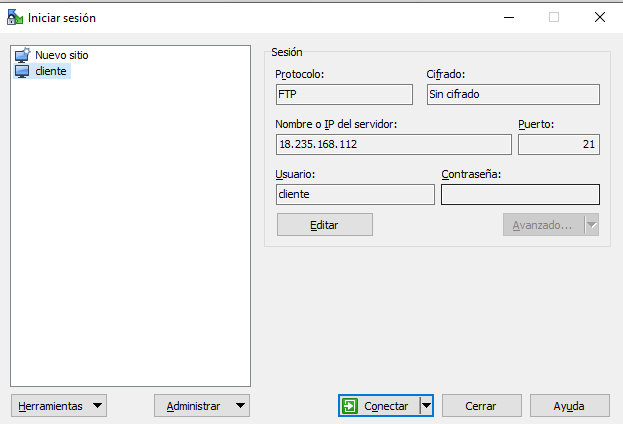 Iniciar sesión
Nuevo sitio
cliente
Sesión
Protocolo:
Cifrado:
FTP
Sin cifrado
Nombre o IP del servidor:
Puerto:
18.235.168.112
21
Usuario:
Contraseña:
cliente
Editar
Avanzado...
Herramientas
Administrar
Conectar
Cerrar
Ayuda